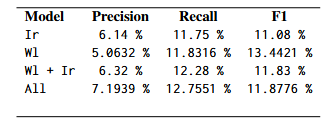 Model Precision Recall F1
Ir 6.14 % 11.75 % 11.08 %
Wl 5.0632 % 11.8316 % 13.4421 %
Wl + Ir 6.32 % 12.28 % 11.83 %
All 7.1939 % 12.7551 % 11.8776 %